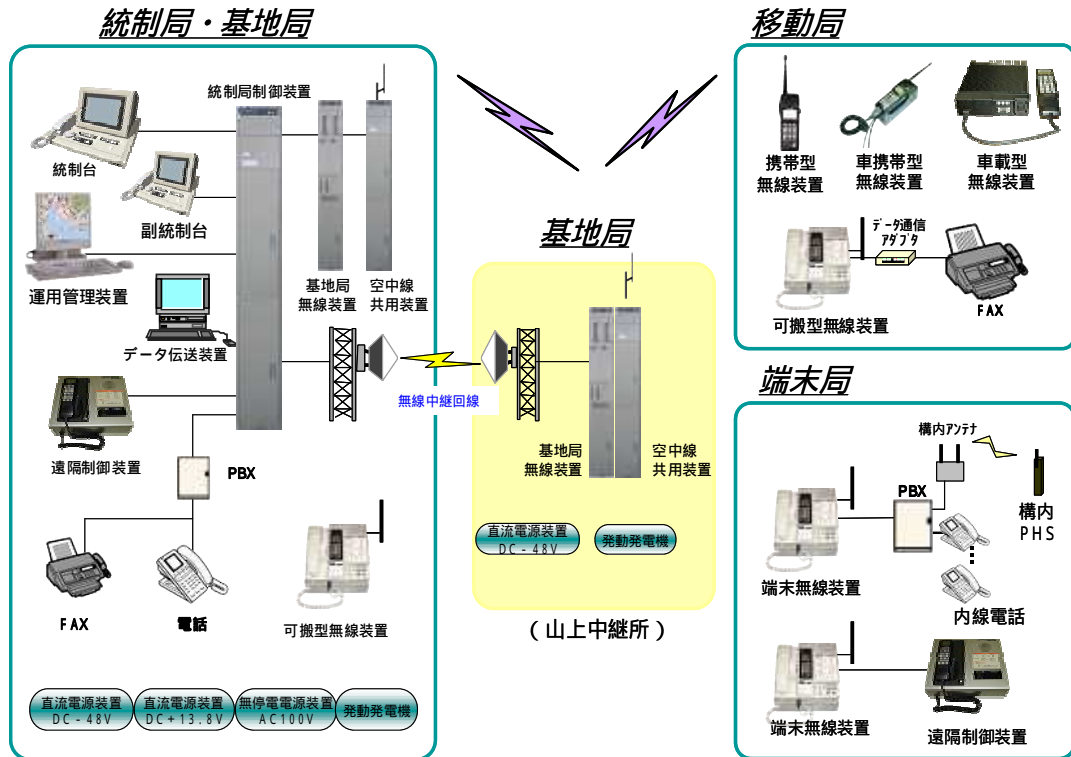 統制局・基地局
統制局制御装置
統制台
副統制台
運用管理装置
データ伝送装置
遠隔制御装置
PBX
FAX
電話
可搬型無線装置
基地局
無線装置
空中線
共用装置
直流電源装置
DC-48V
直流電源装置
DC+13.8V
無停電電源装置
AC100V
発動発電機
無線中継回線
基地局
基地局
無線装置
空中線
共用装置
直流電源装置
DC-48V
発動発電機
(山上中継所)
移動局
携帯型
無線装置
車携帯型
無線装置
車載型
無線装置
可搬型無線装置
データ通信
アダプタ
FAX
端末局
構内アンテナ
PBX
構内
PHS
端末無線装置
内線電話
端末無線装置
遠隔制御装置